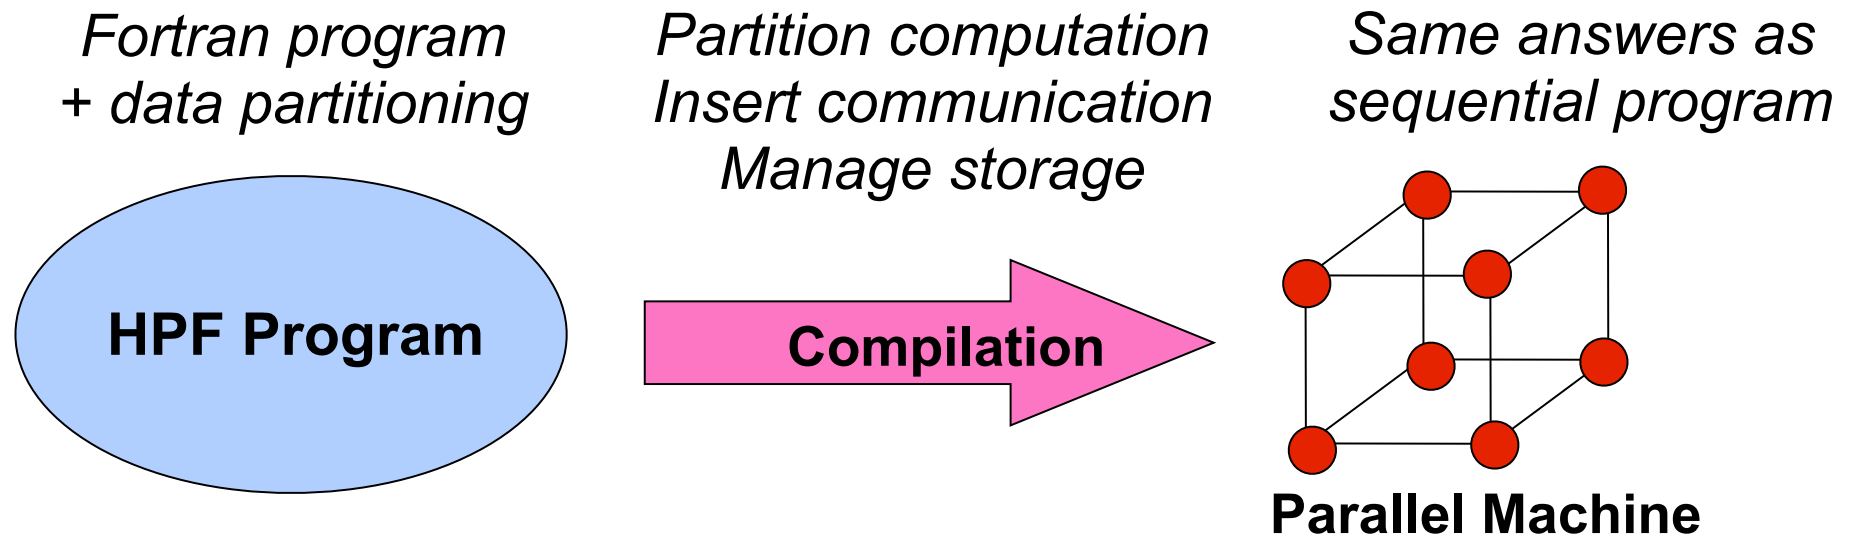 Fortran program
+ data partitioning
Partition computation
Insert communication
Manage storage
Same answers as
sequential program
HPF Program
Compilation
Parallel Machine